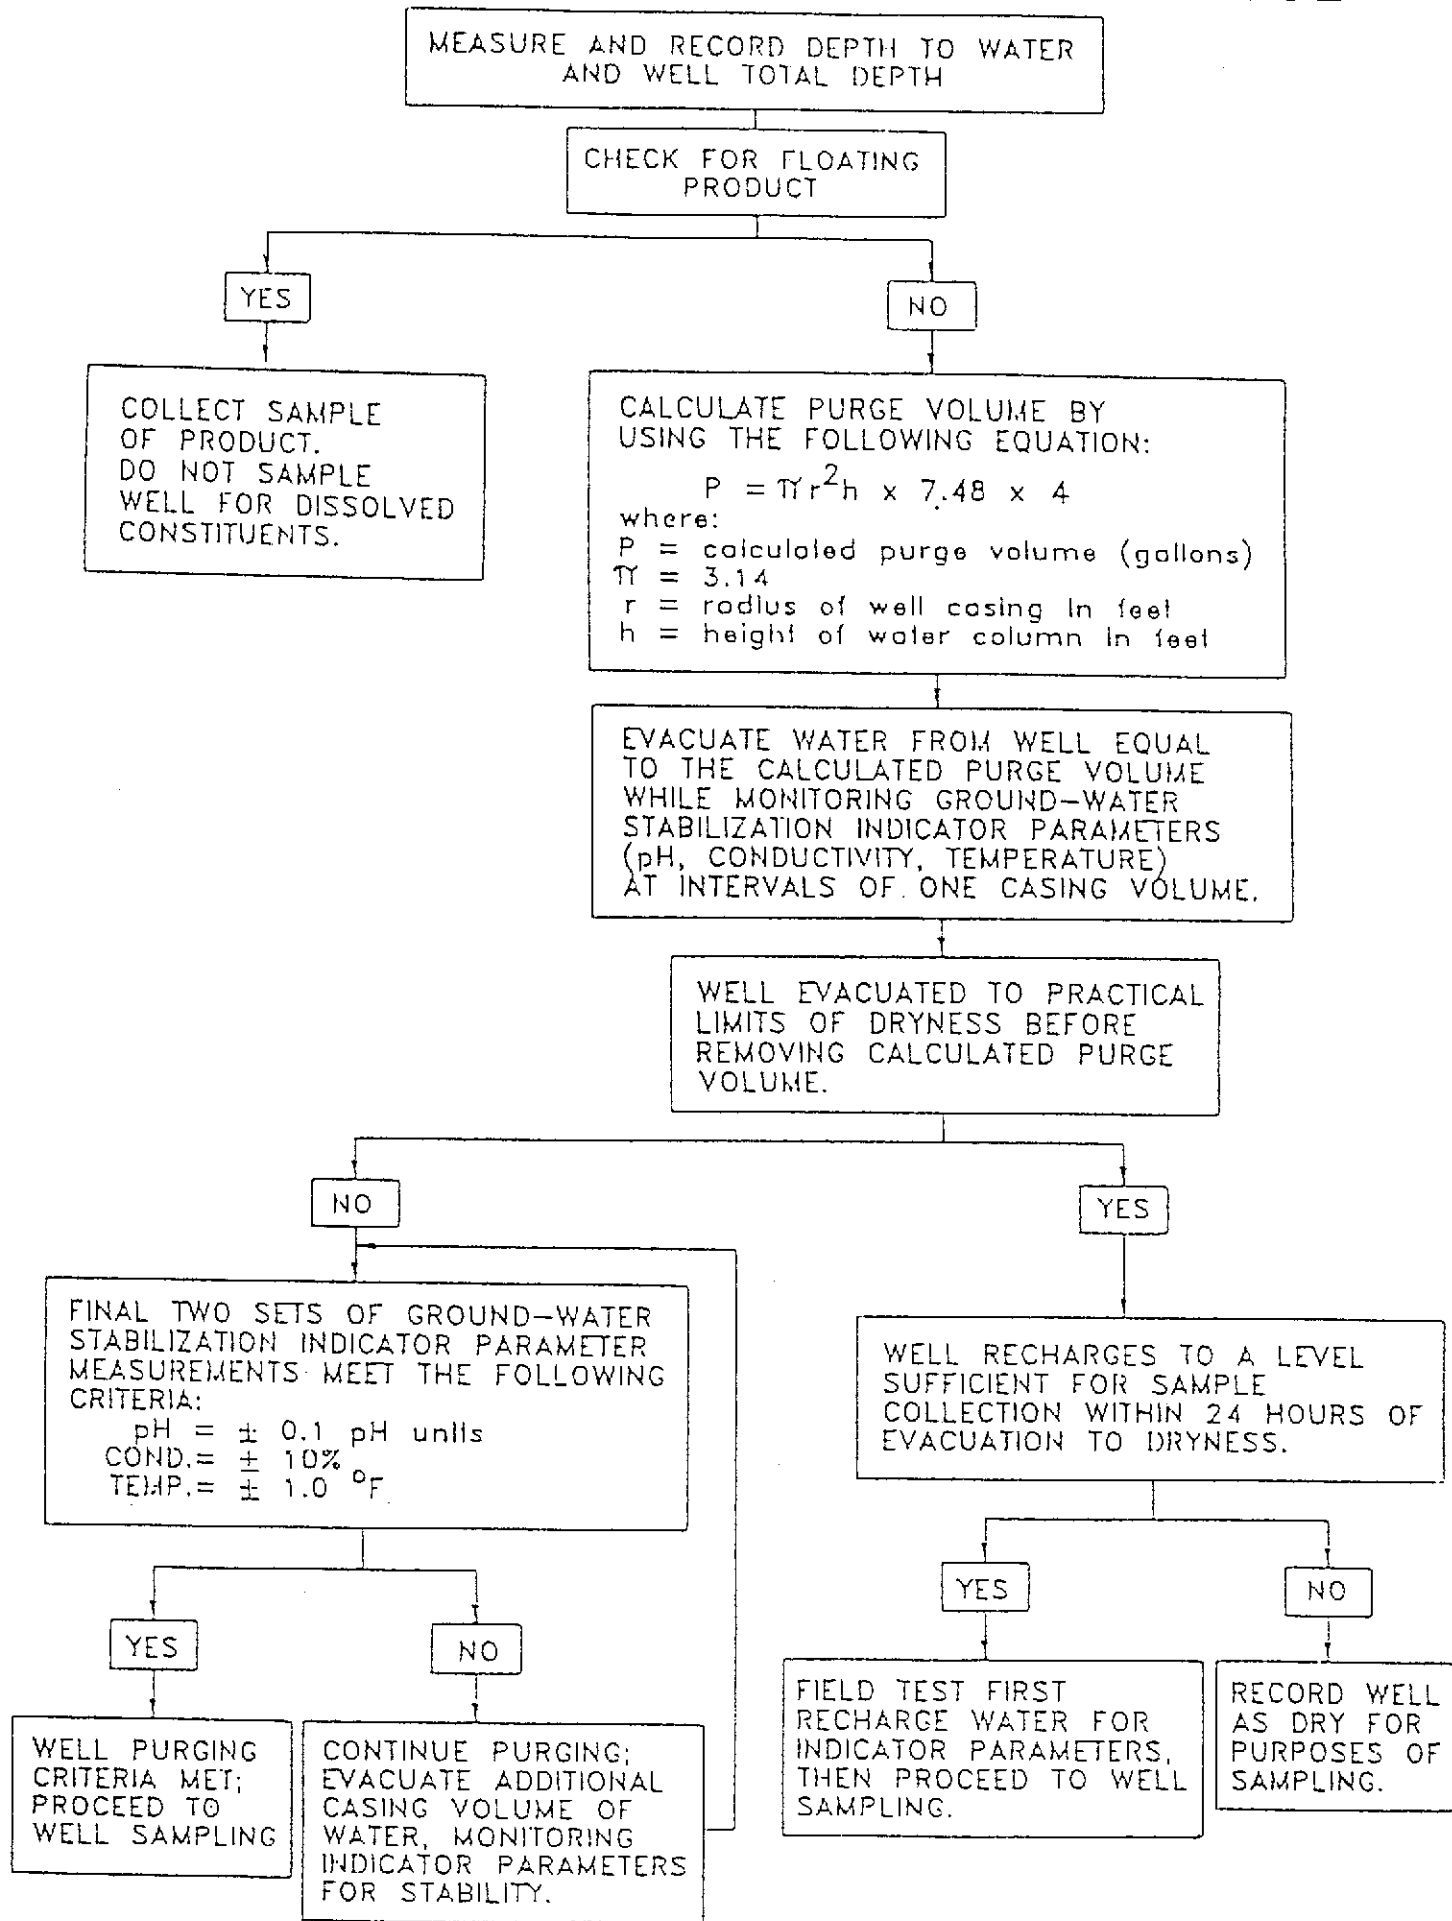 MEASURE AND RECORD DEPTH TO WATER
AND WELL TOTAL DEPTH
CHECK FOR FLOATING
PRODUCT
YES
NO
COLLECT SAMPLE
OF PRODUCT.
DO NOT SAMPLE
WELL FOR DISSOLVED
CONSTITUENTS.
CALCULATE PURGE VOLUME BY
USING THE FOLLOWING EQUATION:
P = πr²h x 7.48 x 4
where:
P = calculated purge volume (gallons)
π = 3.14
r = radius of well casing in feet
h = height of water column in feet
EVACUATE WATER FROM WELL EQUAL
TO THE CALCULATED PURGE VOLUME
WHILE MONITORING GROUND-WATER
STABILIZATION INDICATOR PARAMETERS
(pH, CONDUCTIVITY, TEMPERATURE)
AT INTERVALS OF ONE CASING VOLUME.
WELL EVACUATED TO PRACTICAL
LIMITS OF DRYNESS BEFORE
REMOVING CALCULATED PURGE
VOLUME.
NO
YES
FINAL TWO SETS OF GROUND-WATER
STABILIZATION INDICATOR PARAMETER
MEASUREMENTS MEET THE FOLLOWING
CRITERIA:
pH = ± 0.1 pH units
COND.= ± 10%
TEMP.= ± 1.0 °F
WELL RECHARGES TO A LEVEL
SUFFICIENT FOR SAMPLE
COLLECTION WITHIN 24 HOURS OF
EVACUATION TO DRYNESS.
YES
NO
YES
NO
WELL PURGING
CRITERIA MET;
PROCEED TO
WELL SAMPLING
CONTINUE PURGING;
EVACUATE ADDITIONAL
CASING VOLUME OF
WATER, MONITORING
INDICATOR PARAMETERS
FOR STABILITY.
FIELD TEST FIRST
RECHARGE WATER FOR
INDICATOR PARAMETERS,
THEN PROCEED TO WELL
SAMPLING.
RECORD WELL
AS DRY FOR
PURPOSES OF
SAMPLING.